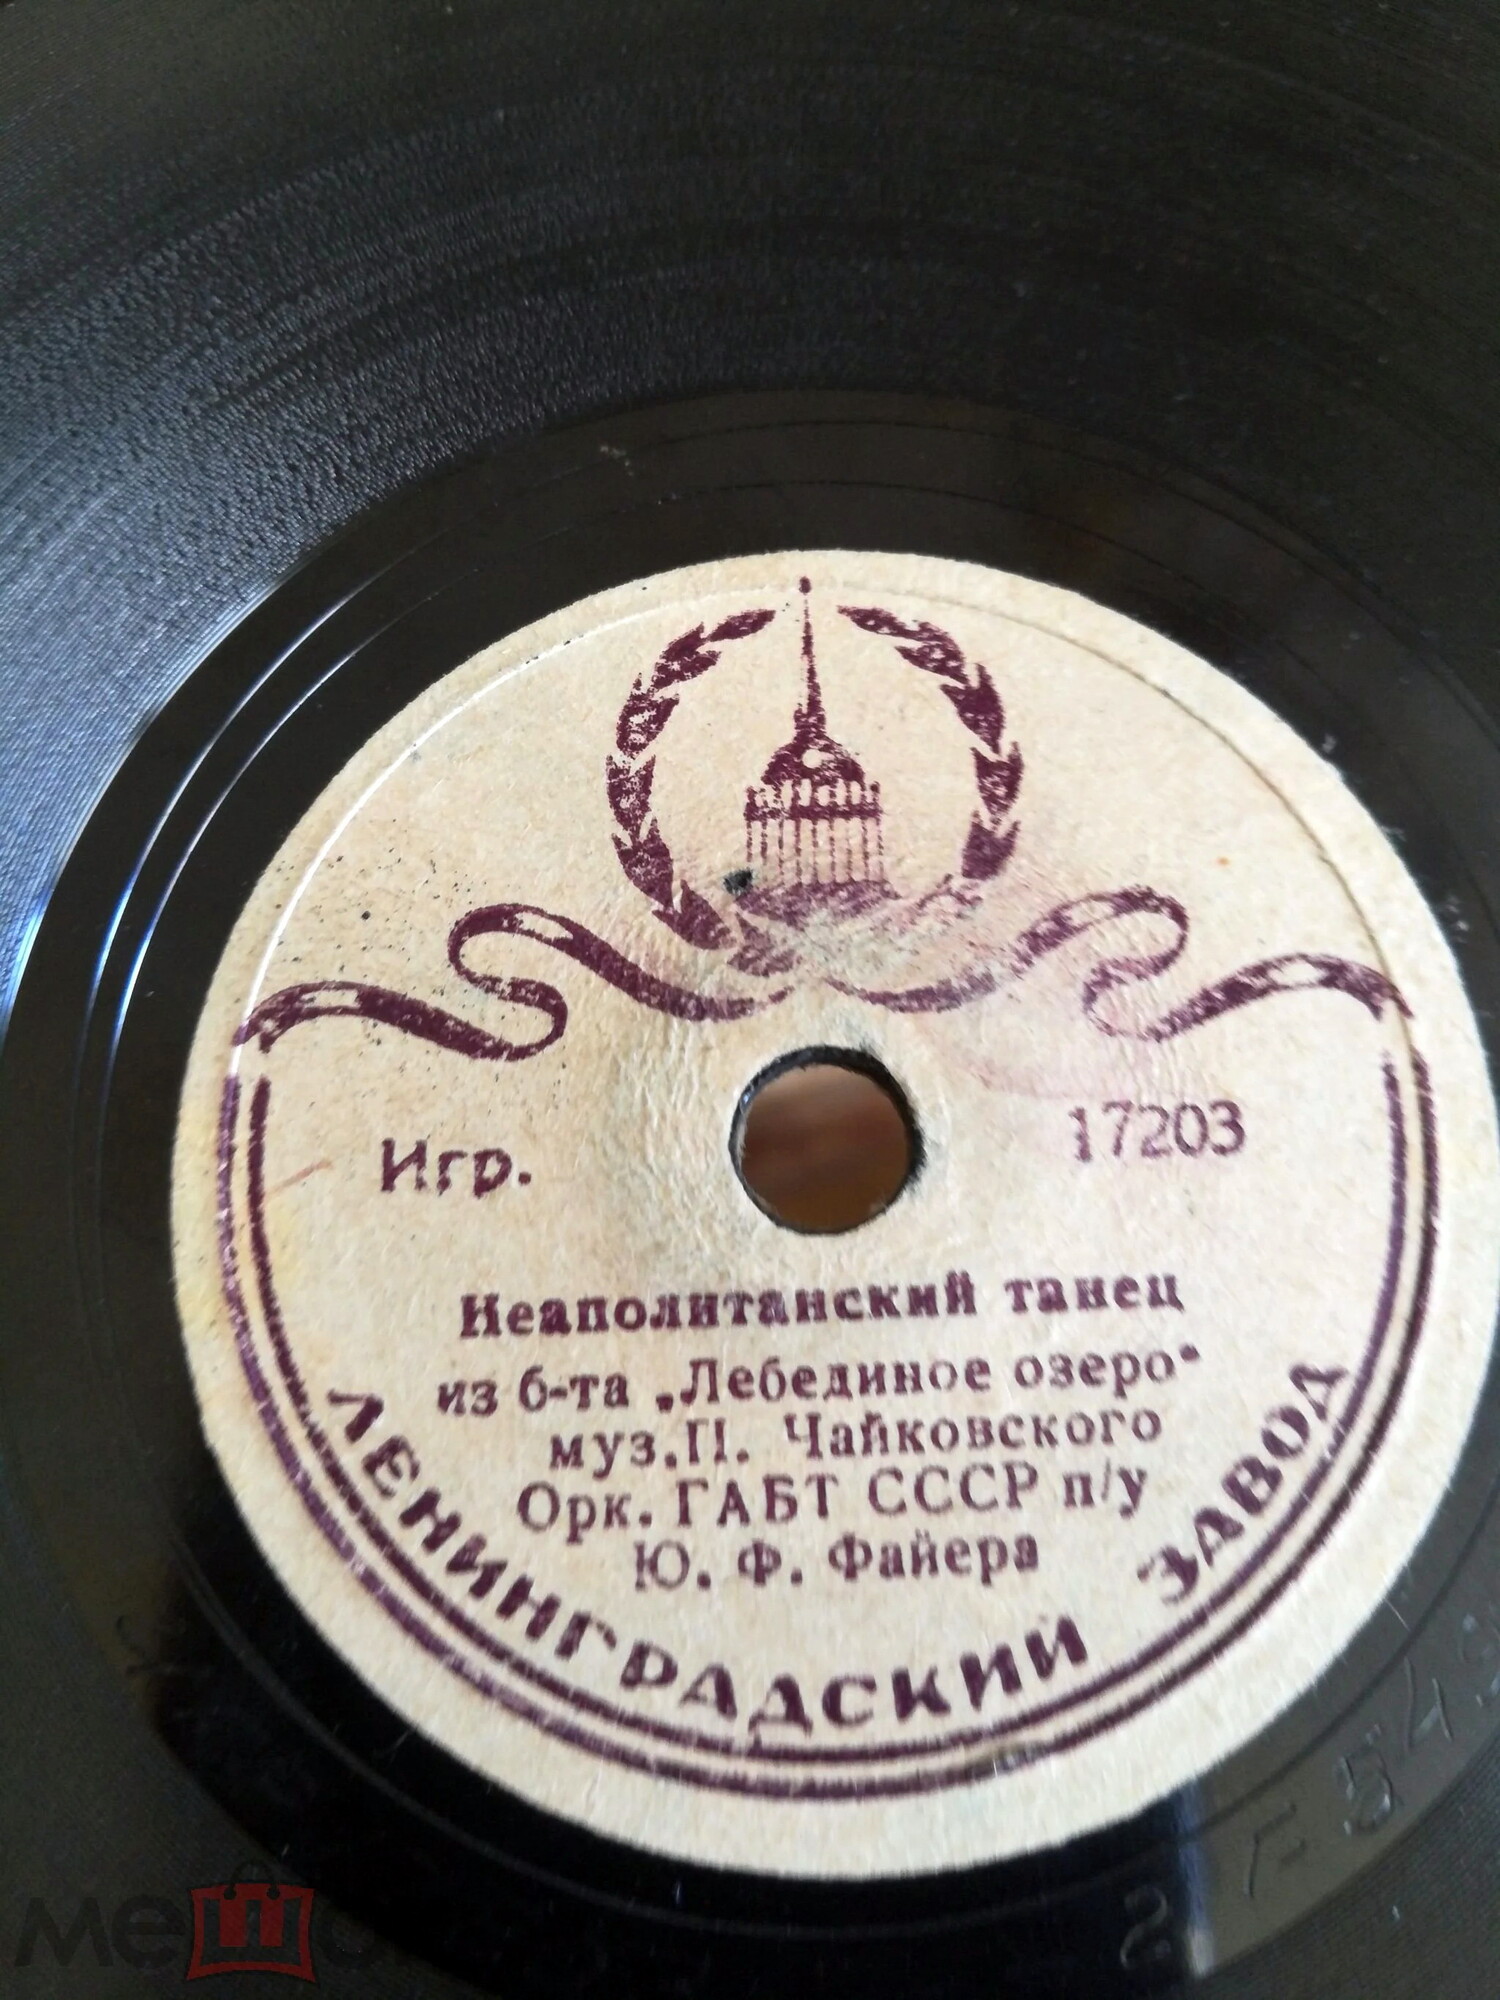 Игр.
17203
Неаполитанский танец
из б-та „Лебединое озеро"
муз.П. Чайковского
Орк. ГАБТ СССР п/у
Ю. Ф. Файера
ЛЕНИНГРАДСКИЙ ЗАВОД